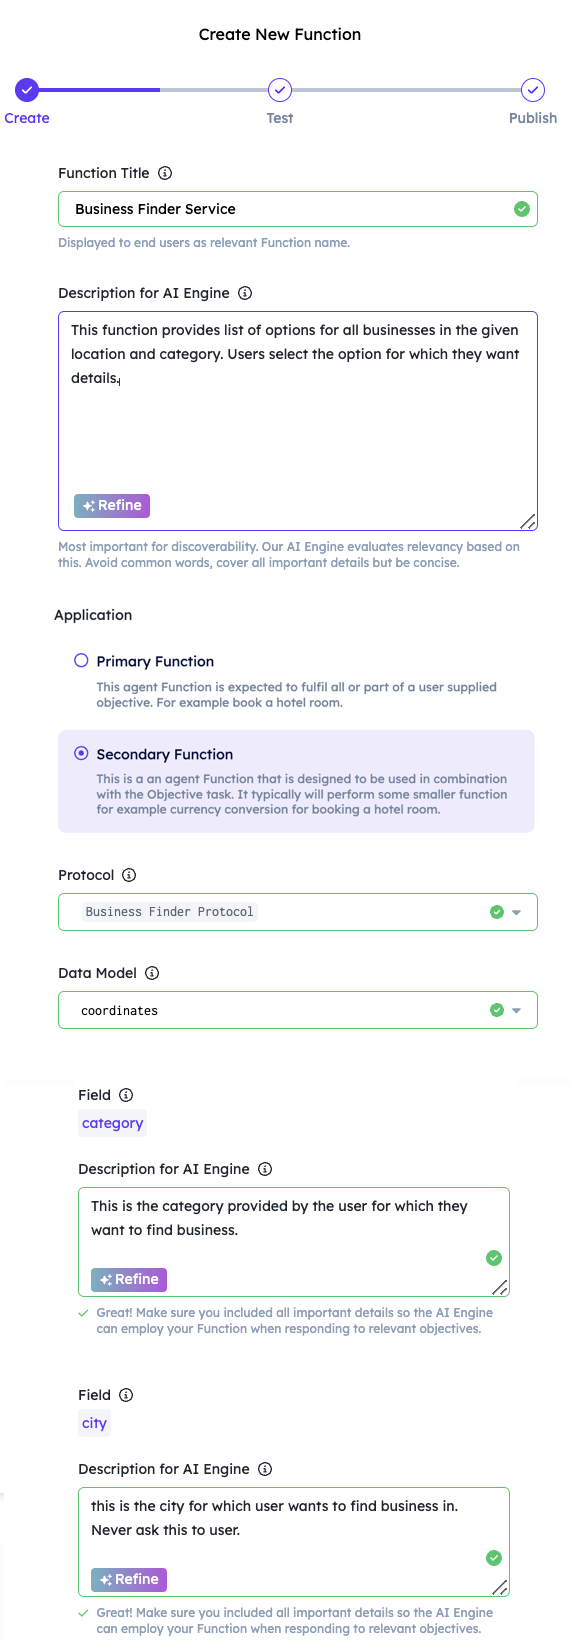 Create New Function
Create
Test
Publish
Function Title
Business Finder Service
Displayed to end users as relevant Function name.
Description for AI Engine
This function provides list of options for all businesses in the given
location and category. Users select the option for which they want
details.
Refine
Most important for discoverability. Our AI Engine evaluates relevancy based on
this. Avoid common words, cover all important details but be concise.
Application
Primary Function
This agent Function is expected to fulfil all or part of a user supplied
objective. For example book a hotel room.
Secondary Function
This is a an agent Function that is designed to be used in combination
with the Objective task. It typically will perform some smaller function
for example currency conversion for booking a hotel room.
Protocol
Business Finder Protocol
Data Model
coordinates
Field
category
Description for AI Engine
This is the category provided by the user for which they
want to find business.
Refine
Great! Make sure you included all important details so the AI Engine
can employ your Function when responding to relevant objectives.
Field
city
Description for AI Engine
this is the city for which user wants to find business in.
Never ask this to user.
Refine
Great! Make sure you included all important details so the AI Engine
can employ your Function when responding to relevant objectives.